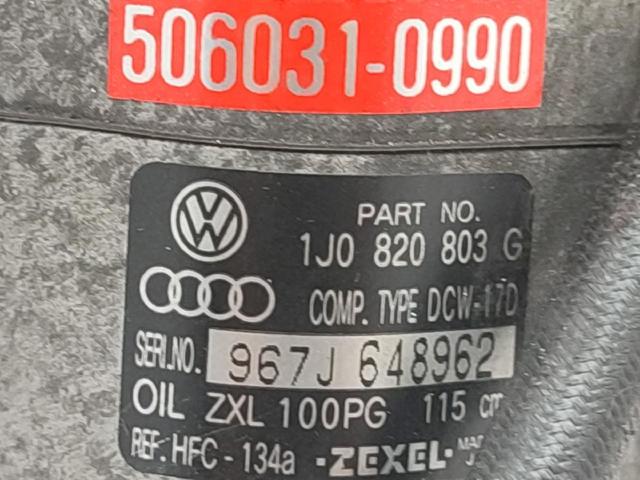 506031-0990
PART NO.
1J0 820 803 G
COMP. TYPE DCW-17D
SERI.NO. 967J 648962
OIL ZXL 100PG 115 cm
REF. HFC-134a ·ZEXEL·